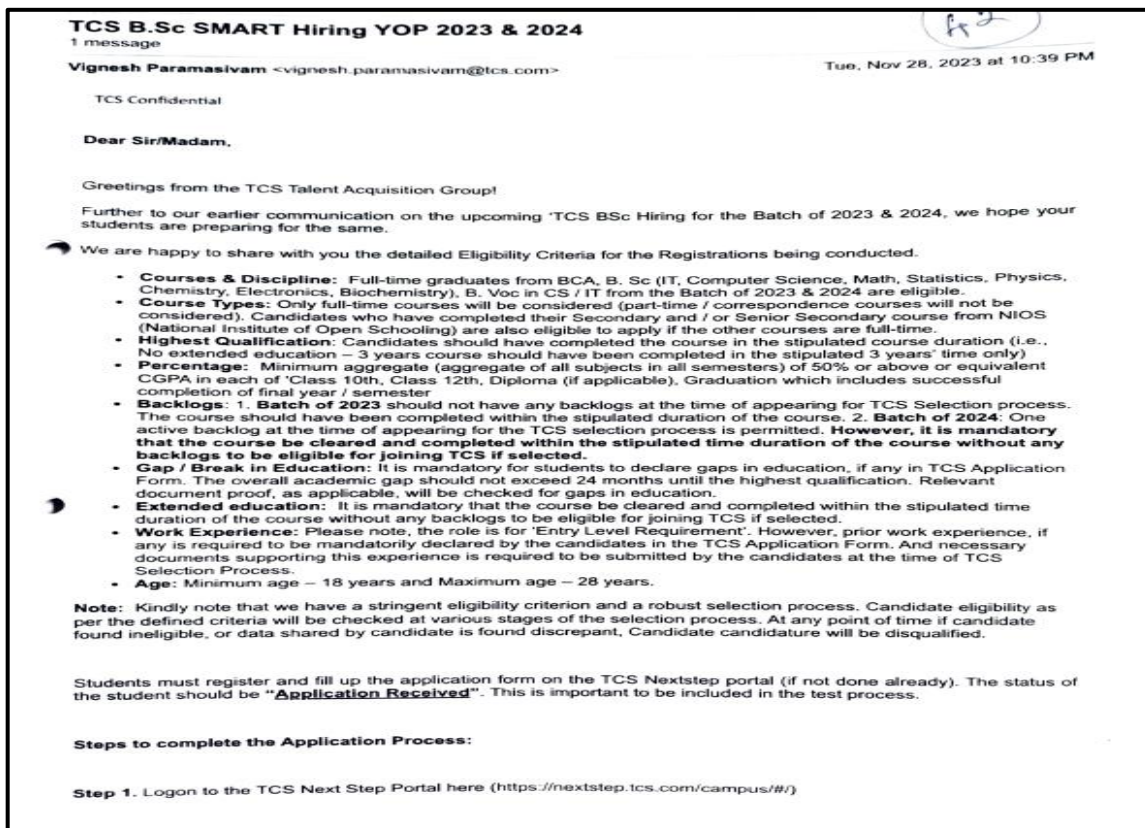 TCS B.Sc SMART Hiring YOP 2023 & 2024
1 message
Vignesh Paramasivam <vignesh.paramasivam@tcs.com>
Tue, Nov 28, 2023 at 10:39 PM
TCS Confidential
Dear Sir/Madam,
Greetings from the TCS Talent Acquisition Group!
Further to our earlier communication on the upcoming 'TCS BSc Hiring for the Batch of 2023 & 2024, we hope your
students are preparing for the same.
We are happy to share with you the detailed Eligibility Criteria for the Registrations being conducted.
• Courses & Discipline: Full-time graduates from BCA, B. Sc (IT, Computer Science, Math, Statistics, Physics,
Chemistry, Electronics, Biochemistry), B. Voc in CS / IT from the Batch of 2023 & 2024 are eligible.
• Course Types: Only full-time courses will be considered (part-time / correspondence courses will not be
considered). Candidates who have completed their Secondary and / or Senior Secondary course from NIOS
(National Institute of Open Schooling) are also eligible to apply if the other courses are full-time.
• Highest Qualification: Candidates should have completed the course in the stipulated course duration (i.e.,
No extended education – 3 years course should have been completed in the stipulated 3 years' time only)
• Percentage: Minimum aggregate (aggregate of all subjects in all semesters) of 50% or above or equivalent
CGPA in each of 'Class 10th, Class 12th, Diploma (if applicable), Graduation which includes successful
completion of final year / semester
• Backlogs: 1. Batch of 2023 should not have any backlogs at the time of appearing for TCS Selection process.
The course should have been completed within the stipulated duration of the course. 2. Batch of 2024: One
active backlog at the time of appearing for the TCS selection process is permitted. However, it is mandatory
that the course be cleared and completed within the stipulated time duration of the course without any
backlogs to be eligible for joining TCS if selected.
• Gap / Break in Education: It is mandatory for students to declare gaps in education, if any in TCS Application
Form. The overall academic gap should not exceed 24 months until the highest qualification. Relevant
document proof, as applicable, will be checked for gaps in education.
• Extended education: It is mandatory that the course be cleared and completed within the stipulated time
duration of the course without any backlogs to be eligible for joining TCS if selected.
• Work Experience: Please note, the role is for 'Entry Level Requirement'. However, prior work experience, if
any is required to be mandatorily declared by the candidates in the TCS Application Form. And necessary
documents supporting this experience is required to be submitted by the candidates at the time of TCS
Selection Process.
• Age: Minimum age – 18 years and Maximum age – 28 years.
Note: Kindly note that we have a stringent eligibility criterion and a robust selection process. Candidate eligibility as
per the defined criteria will be checked at various stages of the selection process. At any point of time if candidate
found ineligible, or data shared by candidate is found discrepant, Candidate candidature will be disqualified.
Students must register and fill up the application form on the TCS Nextstep portal (if not done already). The status of
the student should be "Application Received". This is important to be included in the test process.
Steps to complete the Application Process:
Step 1. Logon to the TCS Next Step Portal here (https://nextstep.tcs.com/campus/#/)